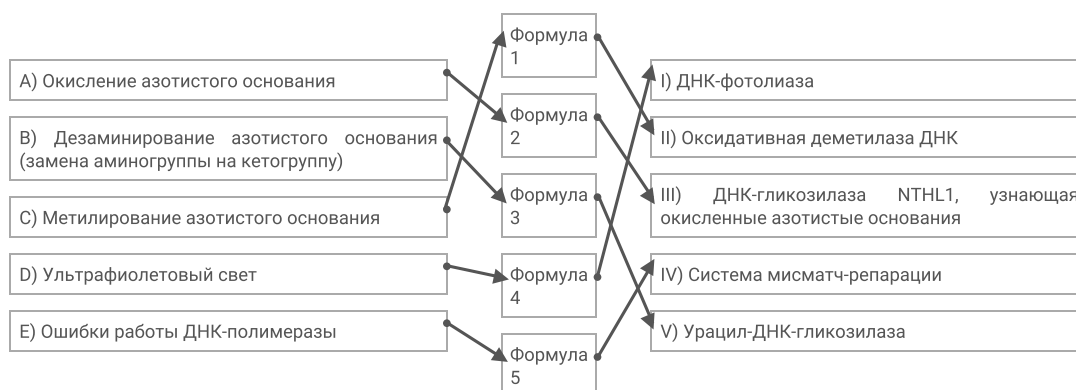 A) Окисление азотистого основания
B) Дезаминирование азотистого основания
(замена аминогруппы на кетогруппу)
C) Метилирование азотистого основания
D) Ультрафиолетовый свет
E) Ошибки работы ДНК-полимеразы
Формула
1
Формула
2
Формула
3
Формула
4
Формула
5
I) ДНК-фотолиаза
II) Оксидативная деметилаза ДНК
III) ДНК-гликозилаза NTHL1, узнающая
окисленные азотистые основания
IV) Система мисматч-репарации
V) Урацил-ДНК-гликозилаза